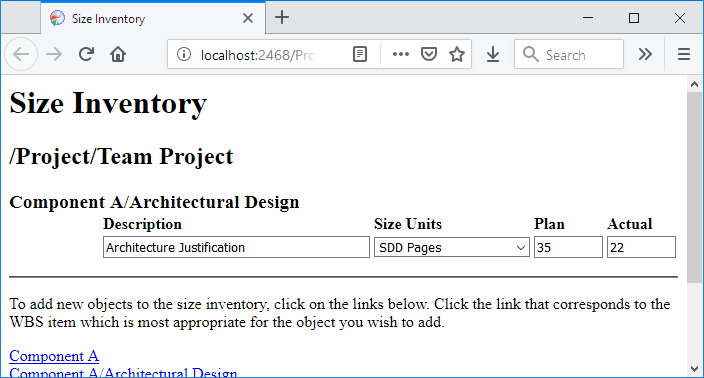 Size Inventory
localhost:2468/Pro
Search
Size Inventory
/Project/Team Project
Component A/Architectural Design
Description Size Units Plan Actual
Architecture Justification SDD Pages 35 22
To add new objects to the size inventory, click on the links below. Click the link that corresponds to the
WBS item which is most appropriate for the object you wish to add.
Component A
Component A/Architectural Design